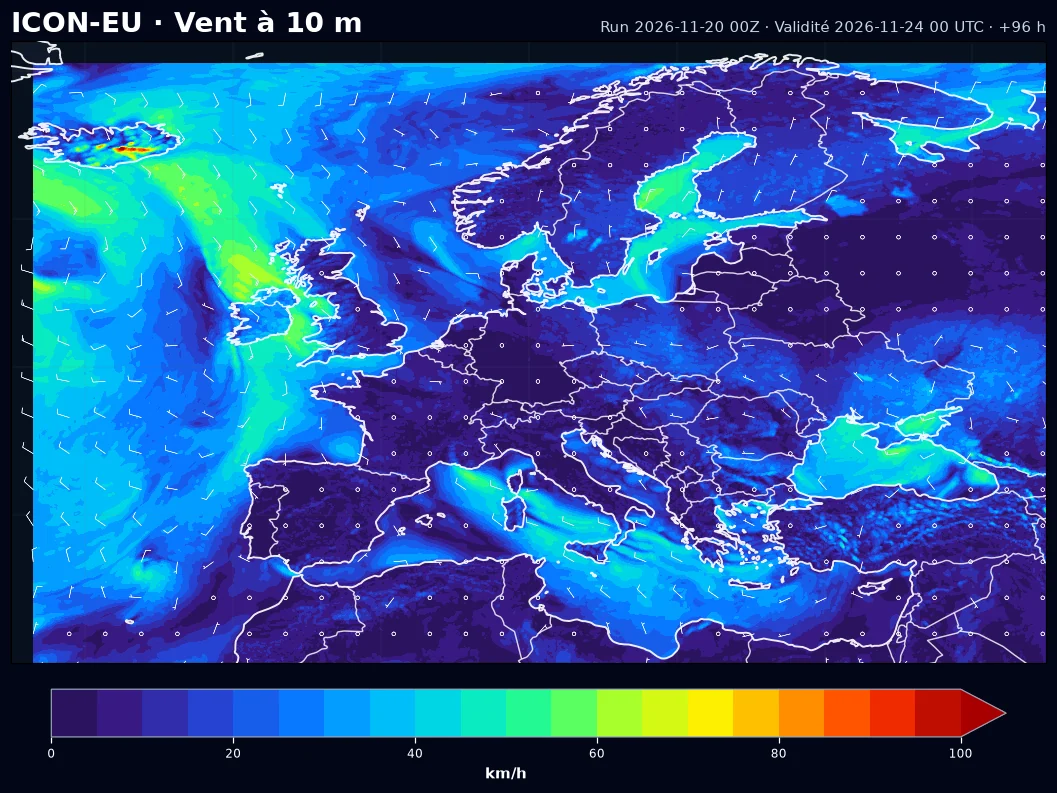 ICON-EU · Vent à 10 m
Run 2026-11-20 00Z · Validité 2026-11-24 00 UTC · +96 h
0 20 40 60 80 100
km/h